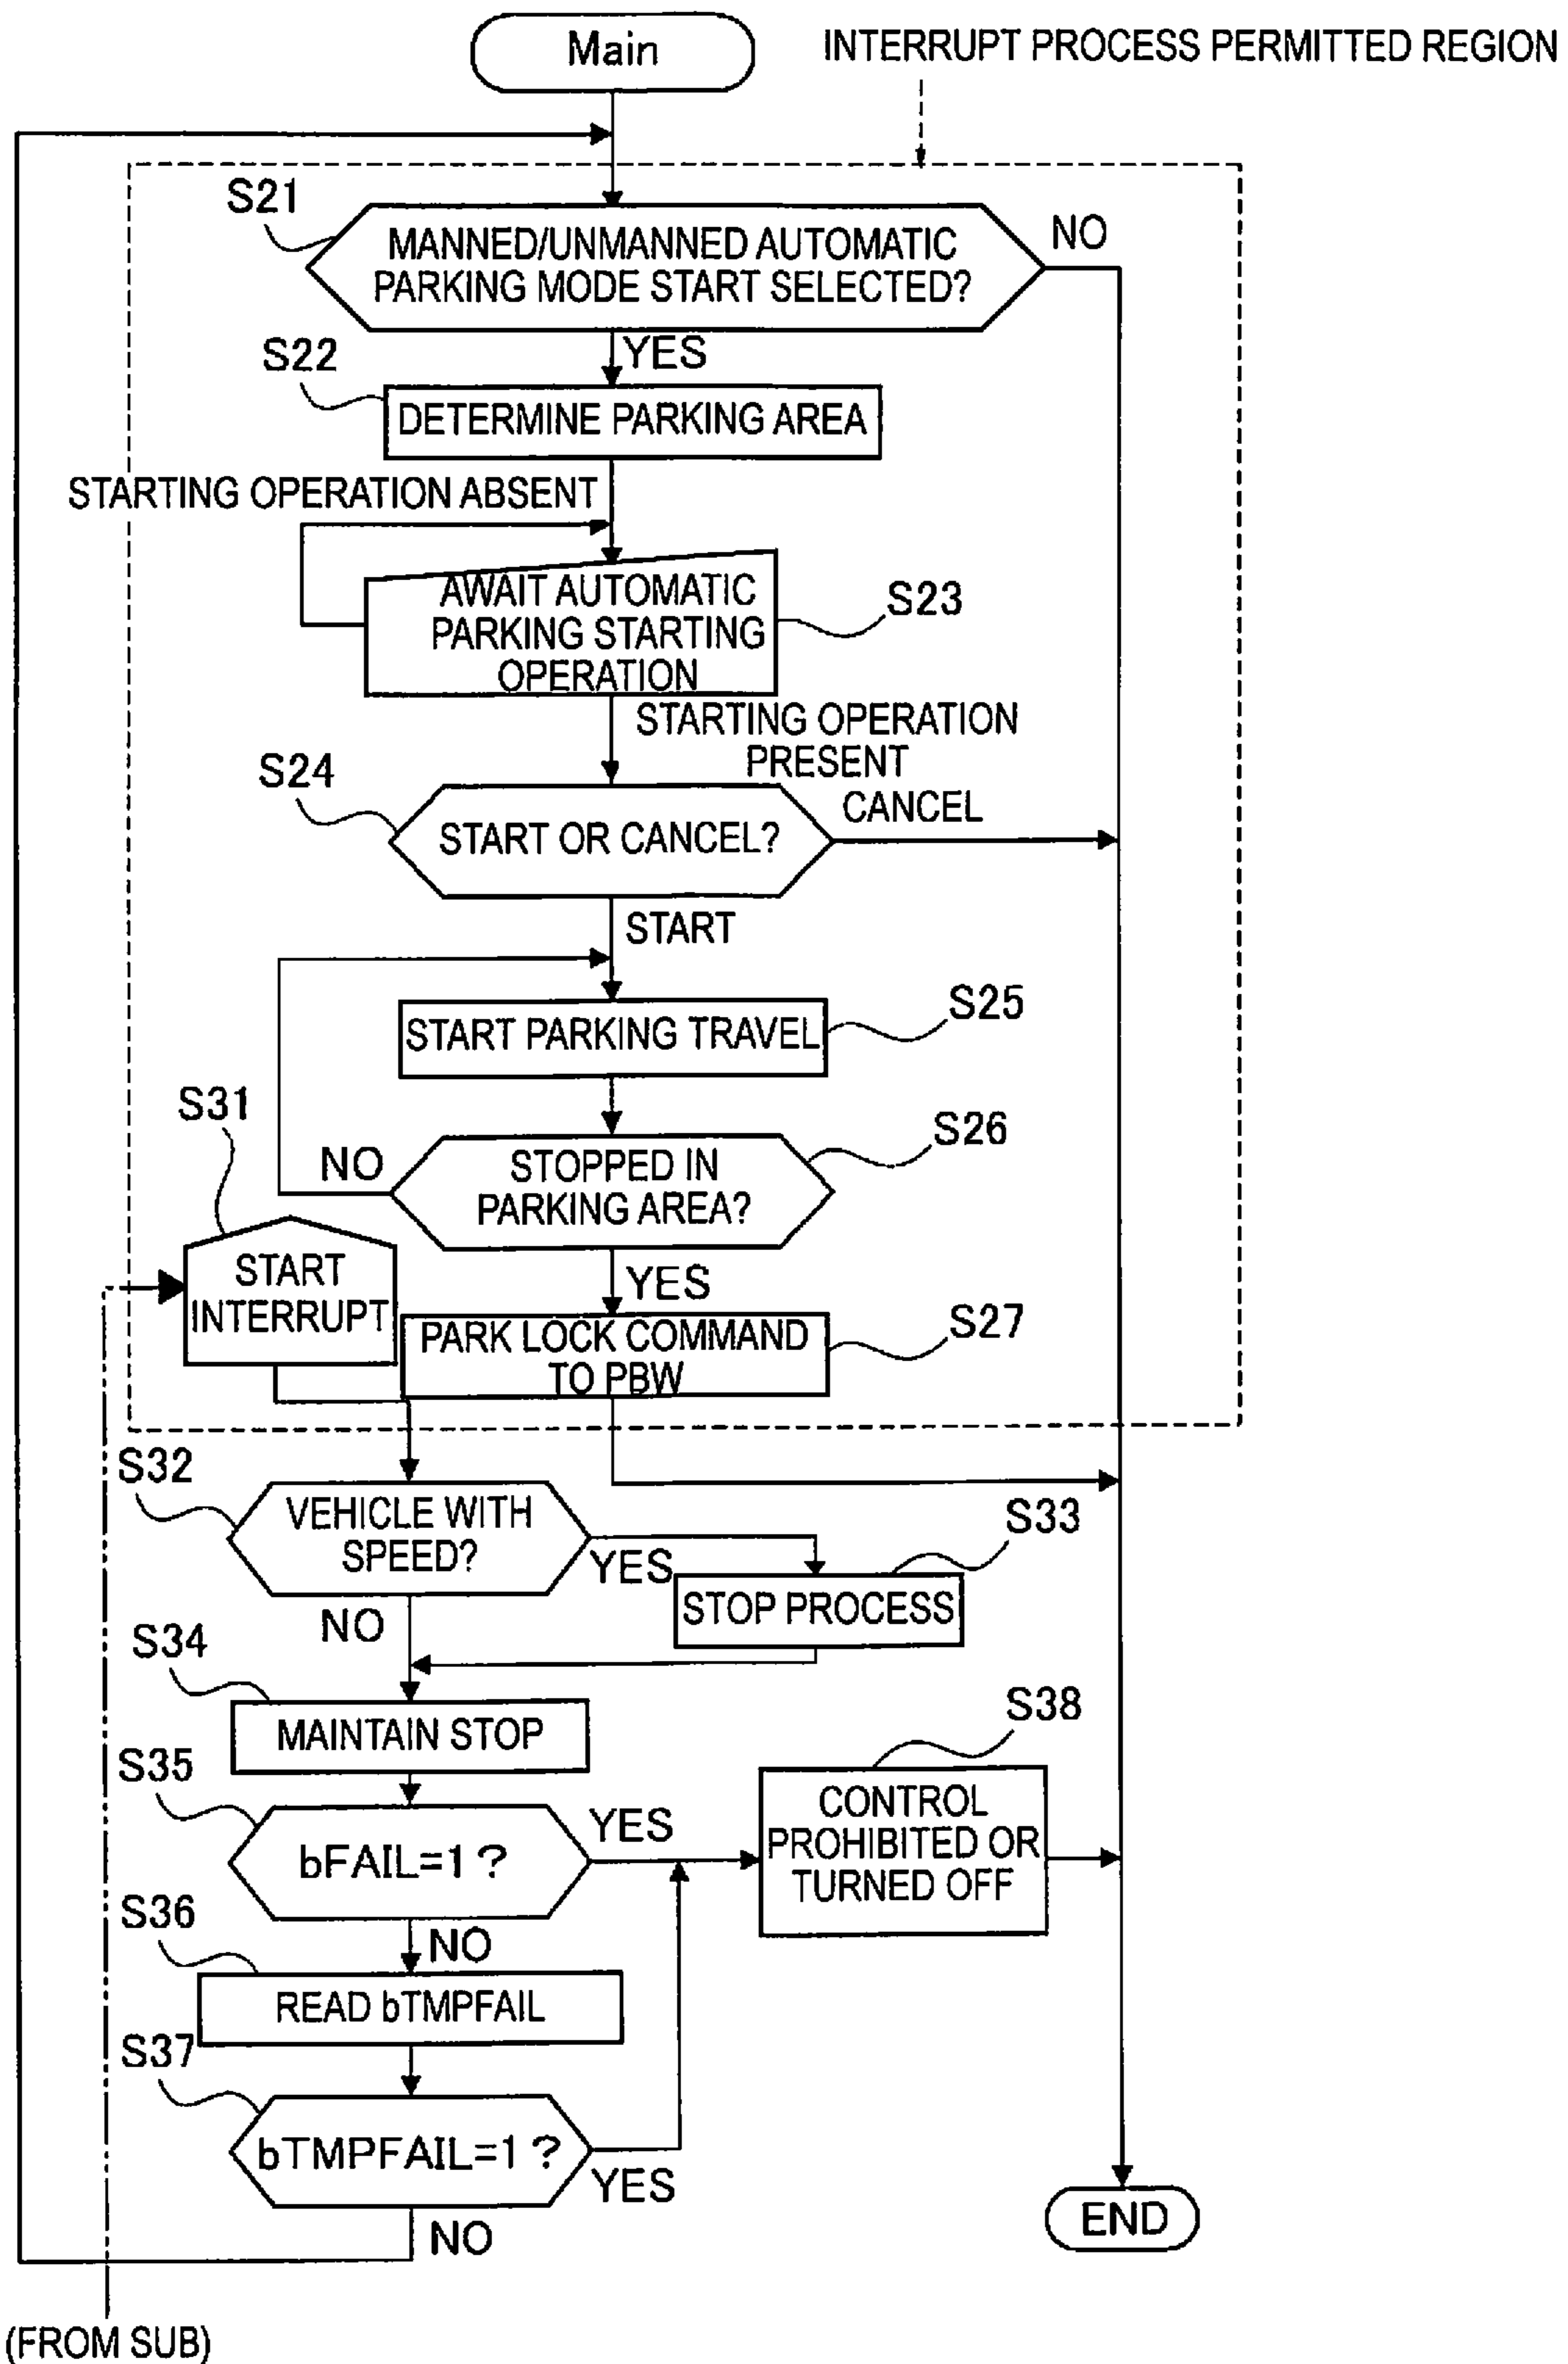 Main
INTERRUPT PROCESS PERMITTED REGION
S21
MANNED/UNMANNED AUTOMATIC
PARKING MODE START SELECTED?
NO
YES
S22
DETERMINE PARKING AREA
STARTING OPERATION ABSENT
AWAIT AUTOMATIC
PARKING STARTING
OPERATION
S23
STARTING OPERATION
PRESENT
S24
START OR CANCEL?
CANCEL
START
START PARKING TRAVEL
S25
S31
S26
NO
STOPPED IN
PARKING AREA?
START
INTERRUPT
YES
PARK LOCK COMMAND
TO PBW
S27
S32
VEHICLE WITH
SPEED?
YES
S33
STOP PROCESS
NO
S34
MAINTAIN STOP
S38
S35
bFAIL=1?
YES
CONTROL
PROHIBITED OR
TURNED OFF
NO
S36
READ bTMPFAIL
S37
bTMPFAIL=1?
YES
NO
END
(FROM SUB)